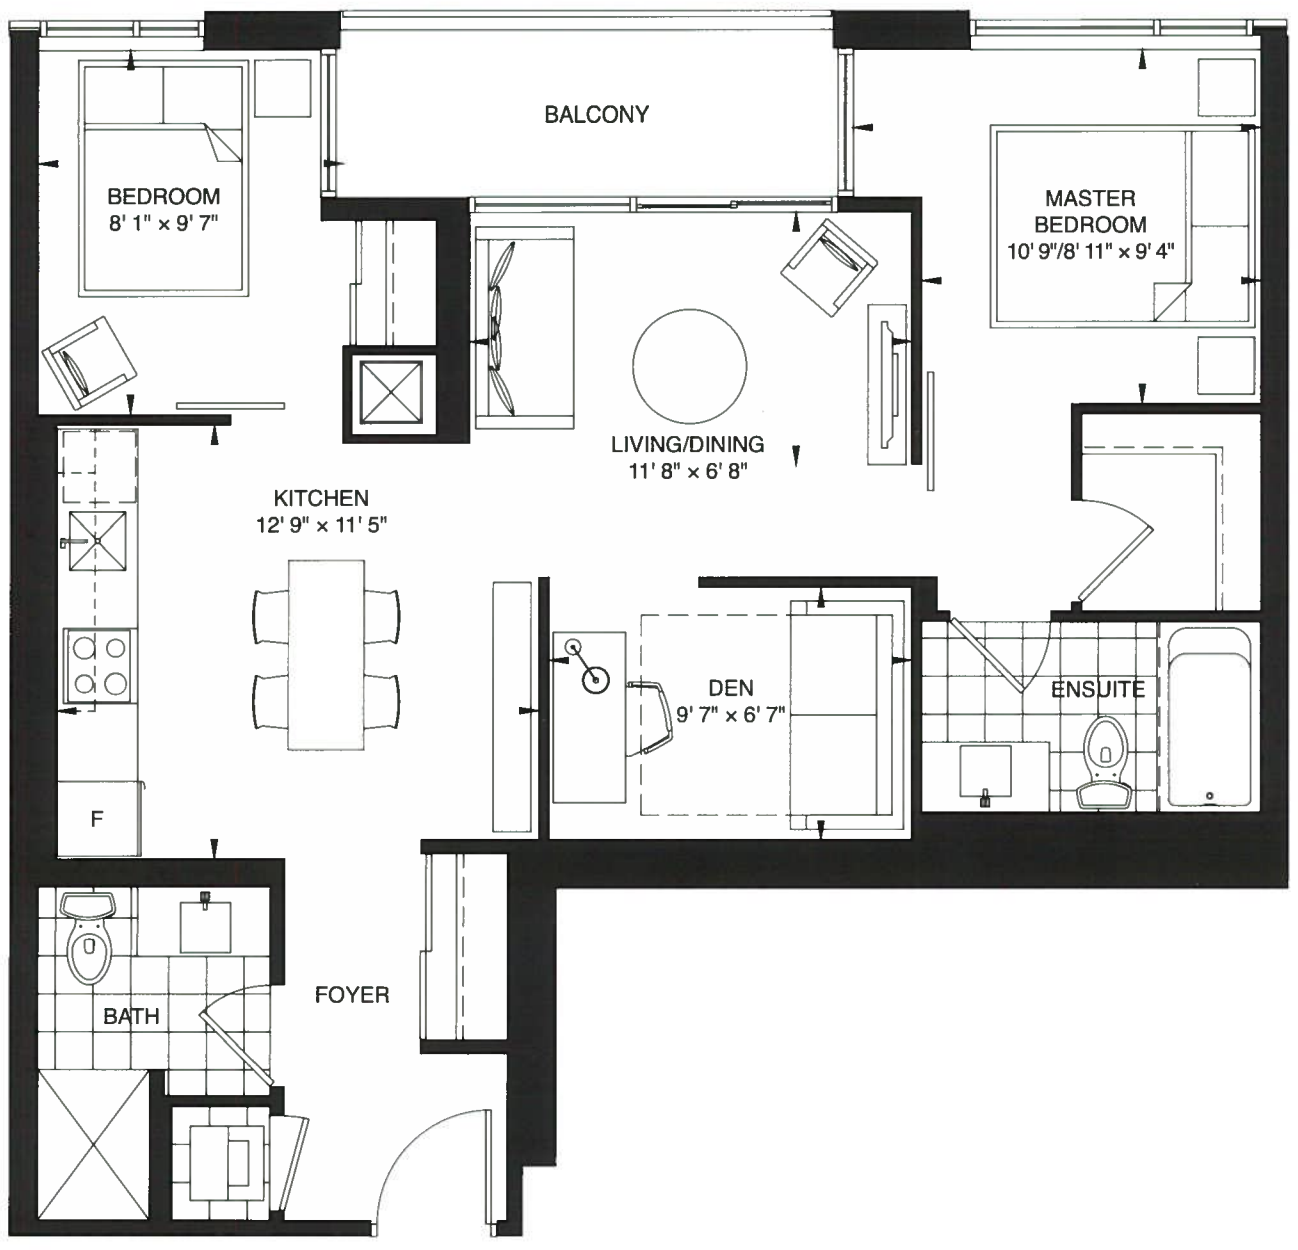 BALCONY
BEDROOM
8' 1" × 9' 7"
MASTER
BEDROOM
10' 9"/8' 11" × 9' 4"
LIVING/DINING
11' 8" × 6' 8"
KITCHEN
12' 9" × 11' 5"
DEN
9' 7" × 6' 7"
ENSUITE
F
FOYER
BATH